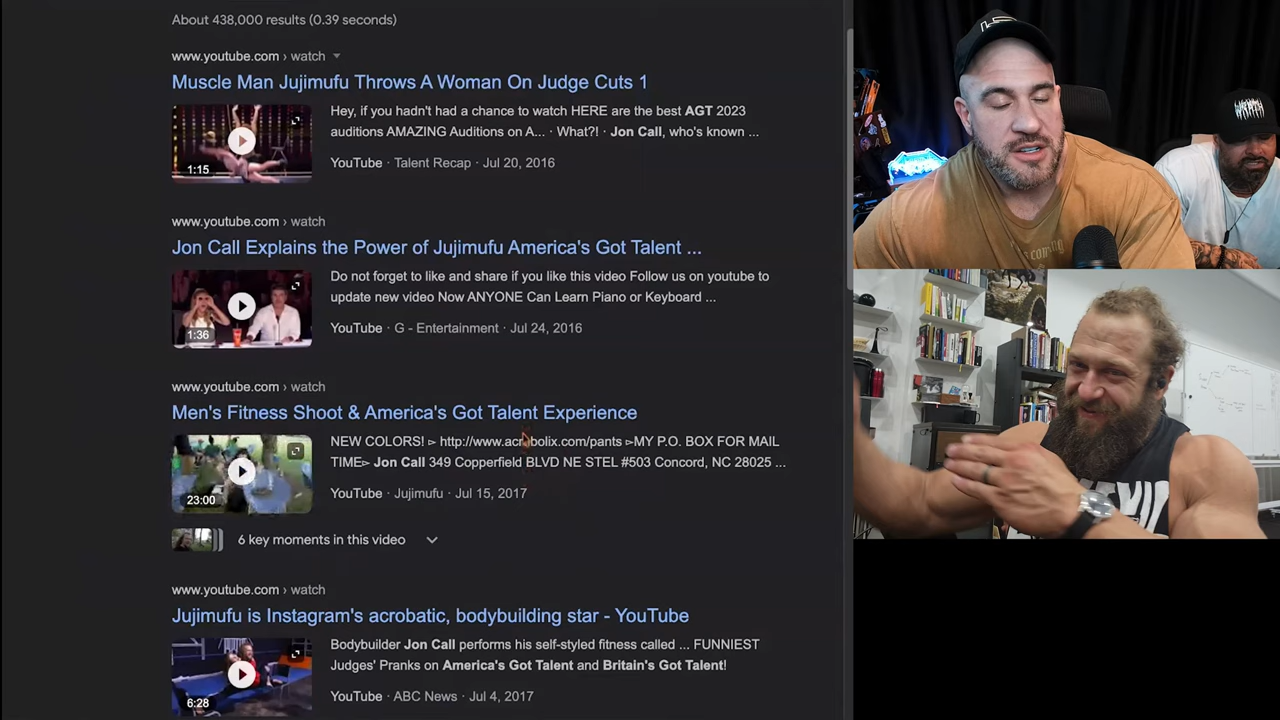 About 438,000 results (0.39 seconds)
www.youtube.com › watch
Muscle Man Jujimufu Throws A Woman On Judge Cuts 1
Hey, if you hadn't had a chance to watch HERE are the best AGT 2023
auditions AMAZING Auditions on A... · What?! · Jon Call, who's known ...
1:15
YouTube · Talent Recap · Jul 20, 2016
www.youtube.com › watch
Jon Call Explains the Power of Jujimufu America's Got Talent ...
Do not forget to like and share if you like this video Follow us on youtube to
update new video Now ANYONE Can Learn Piano or Keyboard ...
1:36
YouTube · G - Entertainment · Jul 24, 2016
www.youtube.com › watch
Men's Fitness Shoot & America's Got Talent Experience
NEW COLORS! ▻ http://www.acrobolix.com/pants ▻MY P.O. BOX FOR MAIL
TIME▻ Jon Call 349 Copperfield BLVD NE STEL #503 Concord, NC 28025 ...
23:00
YouTube · Jujimufu · Jul 15, 2017
6 key moments in this video
www.youtube.com › watch
Jujimufu is Instagram's acrobatic, bodybuilding star - YouTube
Bodybuilder Jon Call performs his self-styled fitness called ... FUNNIEST
Judges' Pranks on America's Got Talent and Britain's Got Talent!
6:28
YouTube · ABC News · Jul 4, 2017